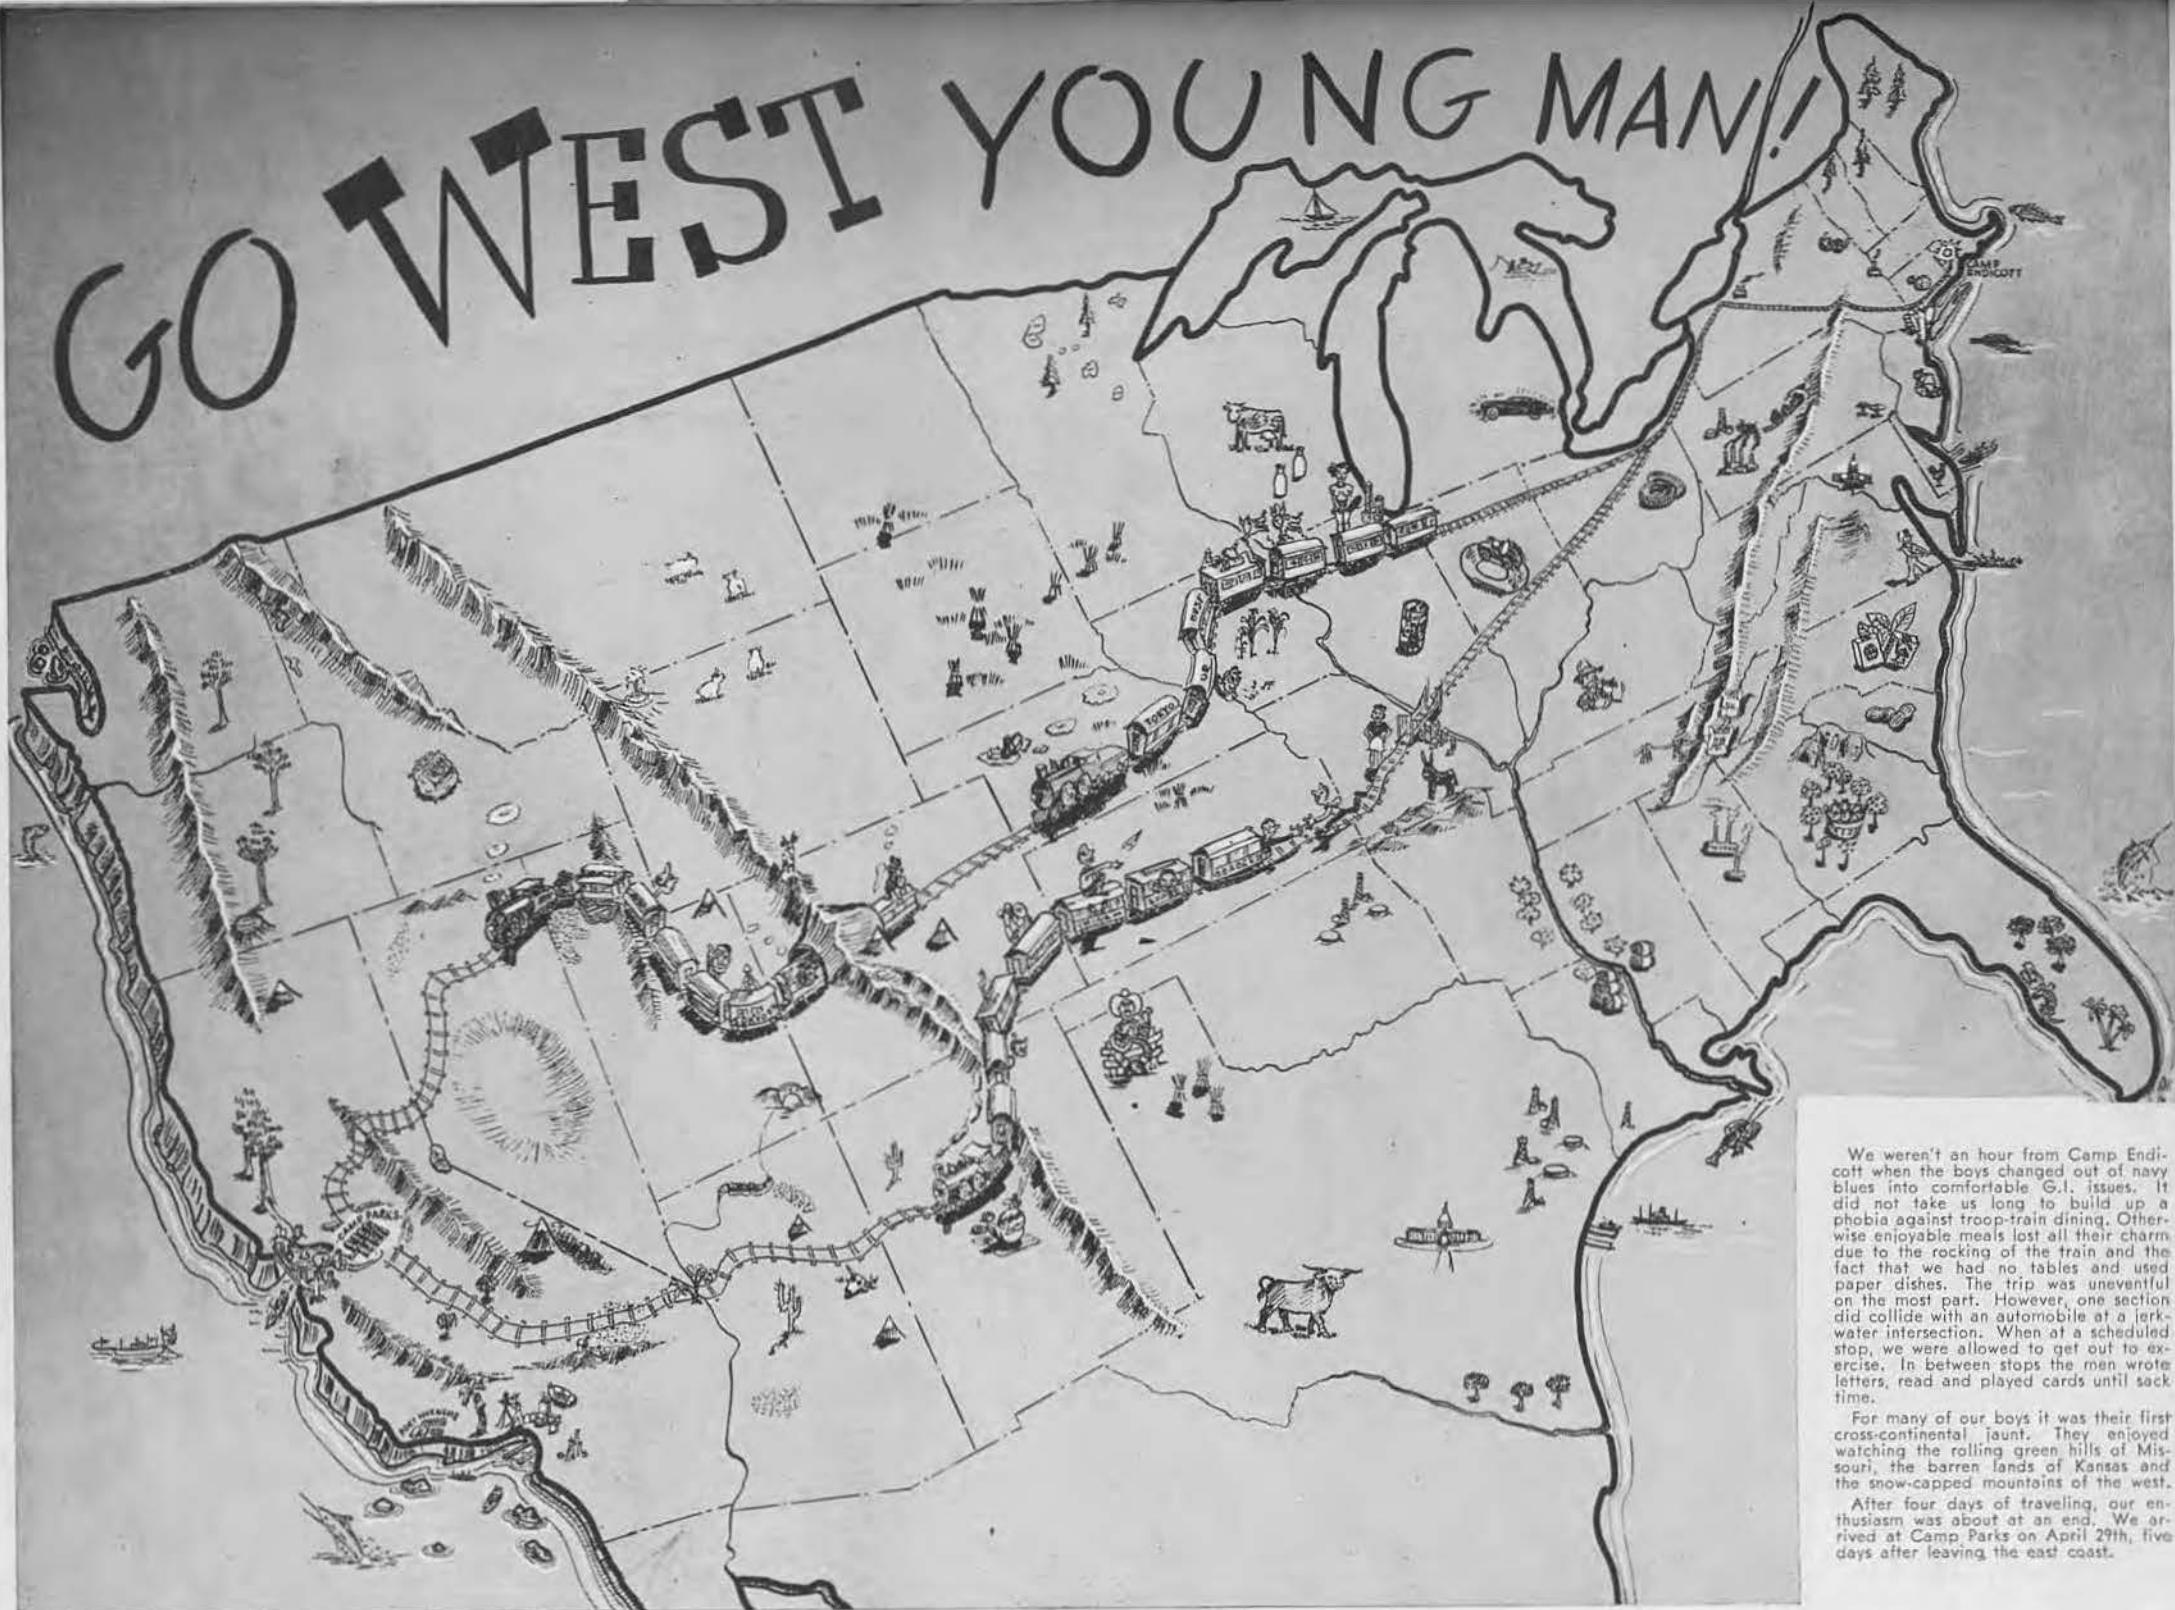 GO WEST YOUNG MAN!
CAMP
ENDICOTT
TOKYO
CAMP PARKS
We weren't an hour from Camp Endi-
cott when the boys changed out of navy
blues into comfortable G.I. issues. It
did not take us long to build up a
phobia against troop-train dining. Other-
wise enjoyable meals lost all their charm
due to the rocking of the train and the
fact that we had no tables and used
paper dishes. The trip was uneventful
on the most part. However, one section
did collide with an automobile at a jerk-
water intersection. When at a scheduled
stop, we were allowed to get out to ex-
ercise. In between stops the men wrote
letters, read and played cards until sack
time.
For many of our boys it was their first
cross-continental jaunt. They enjoyed
watching the rolling green hills of Mis-
souri, the barren lands of Kansas and
the snow-capped mountains of the west.
After four days of traveling, our en-
thusiasm was about at an end. We ar-
rived at Camp Parks on April 29th, five
days after leaving the east coast.